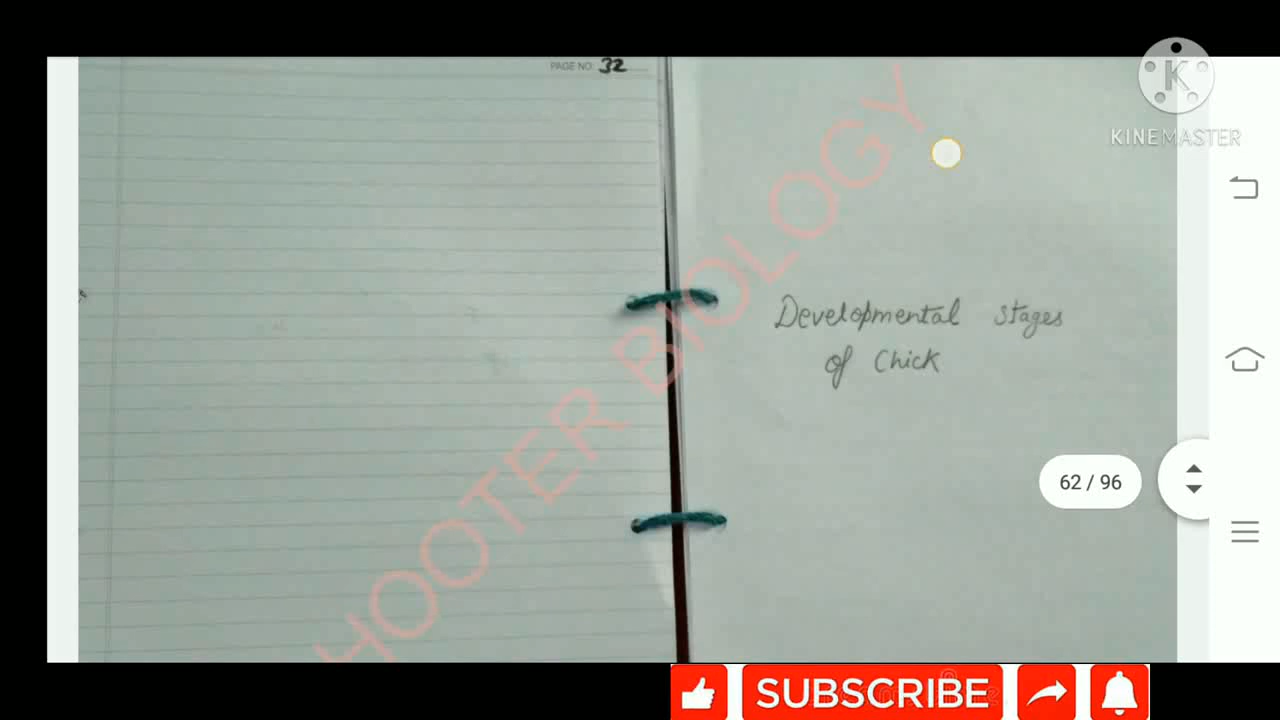 PAGE NO: 32
KINEMASTER
HOOTER BIOLOGY
Developmental stages
of Chick
62 / 96
SUBSCRIBE